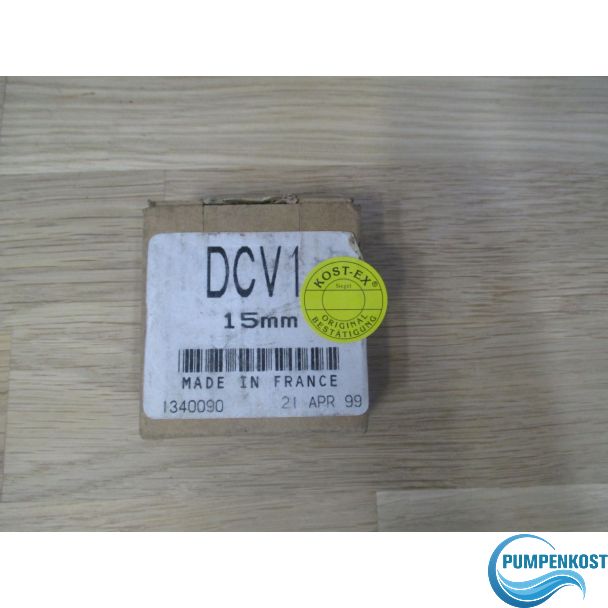 DCV1
15mm
MADE IN FRANCE
1340090 21 APR 99
KOST-EX®
Siegel
ORIGINAL
BESTÄTIGUNG
PUMPENKOST